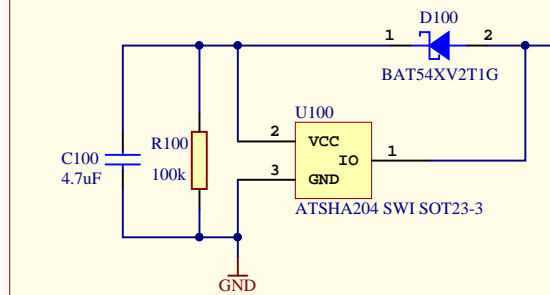 D100
1
2
BAT54XV2T1G
U100
2
VCC
IO
1
3
GND
ATSHA204 SWI SOT23-3
R100
100k
C100
4.7uF
GND